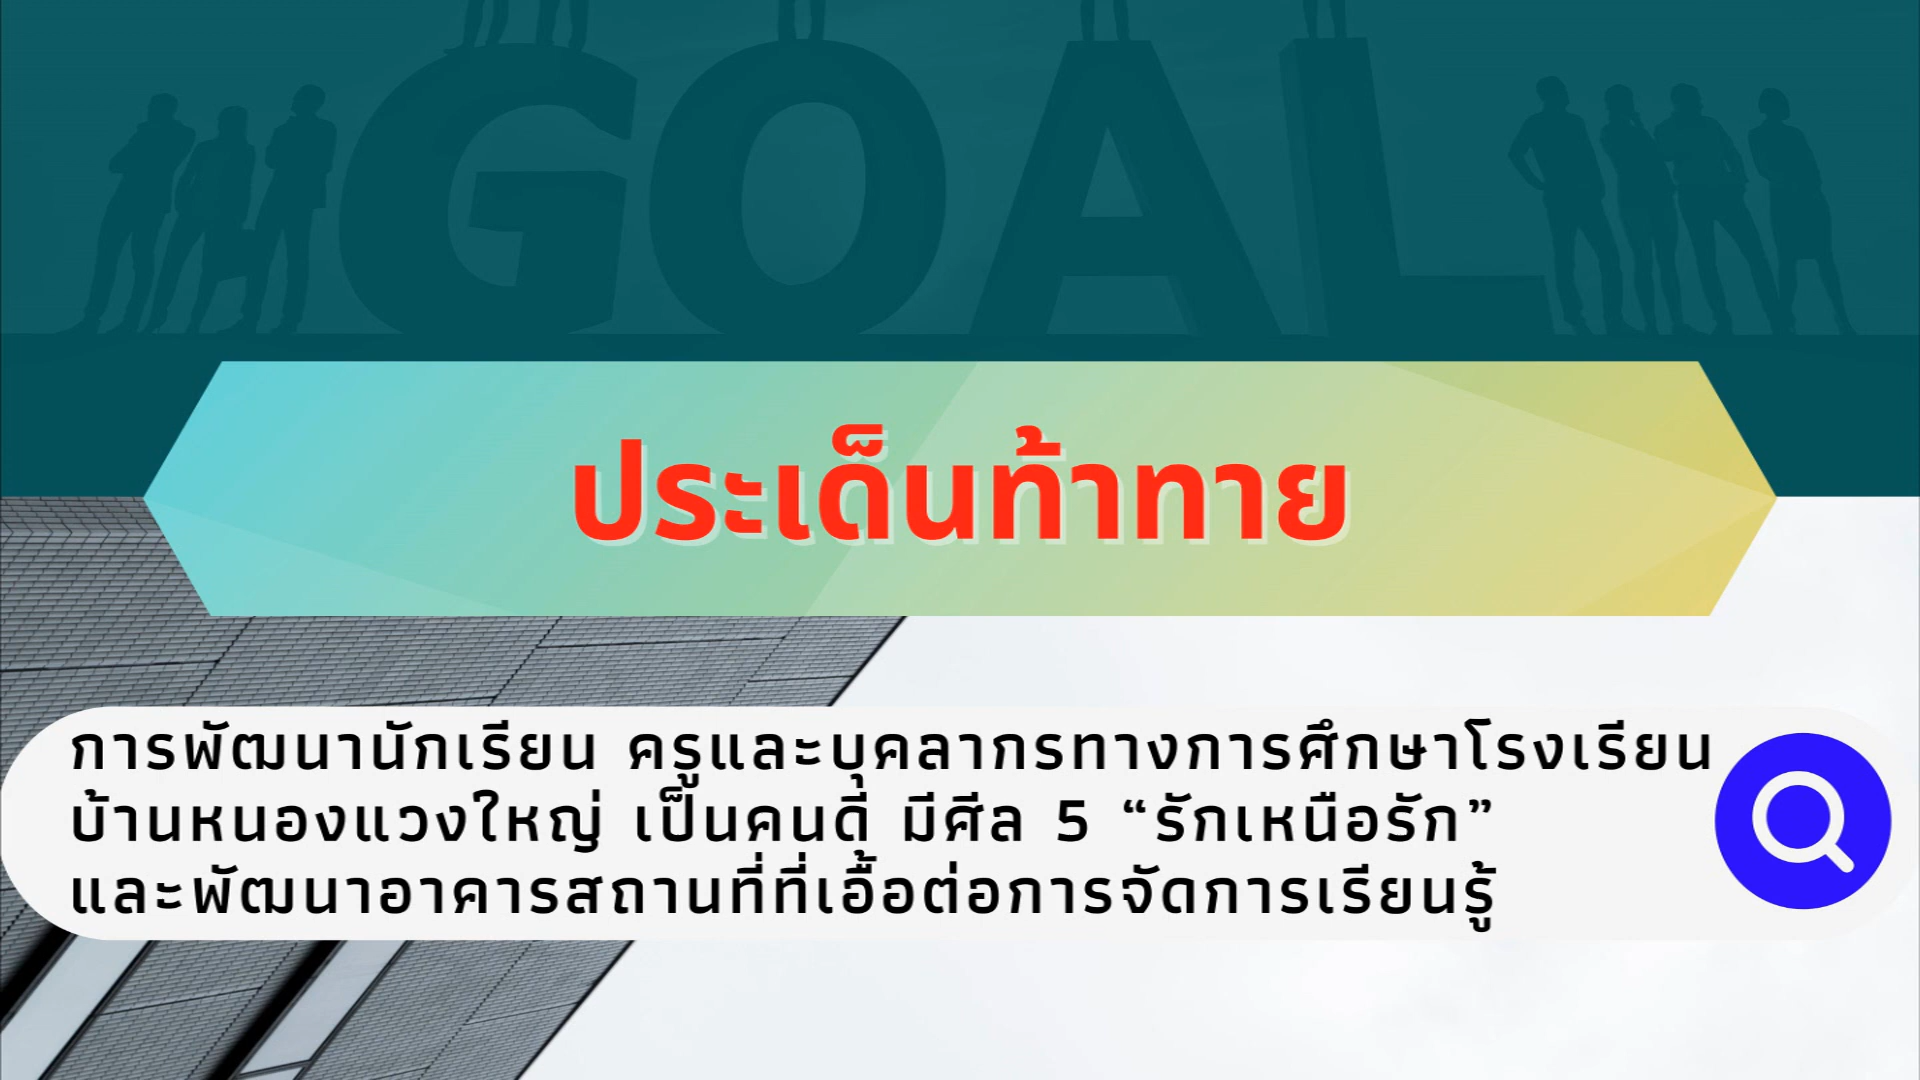 GOAL
ประเด็นท้าทาย
การพัฒนานักเรียน ครูและบุคลากรทางการศึกษาโรงเรียน
บ้านหนองแวงใหญ่ เป็นคนดี มีศีล 5 “รักเหนือรัก”
และพัฒนาอาคารสถานที่ที่เอื้อต่อการจัดการเรียนรู้